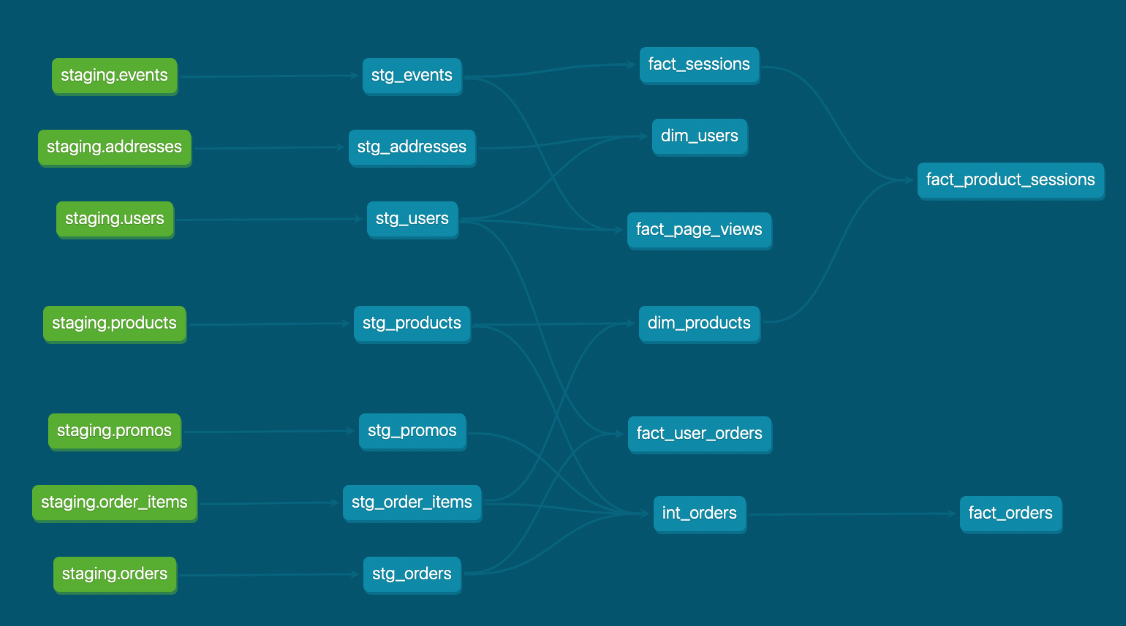 staging.events
stg_events
fact_sessions
staging.addresses
stg_addresses
dim_users
fact_product_sessions
staging.users
stg_users
fact_page_views
staging.products
stg_products
dim_products
staging.promos
stg_promos
fact_user_orders
staging.order_items
stg_order_items
int_orders
fact_orders
staging.orders
stg_orders